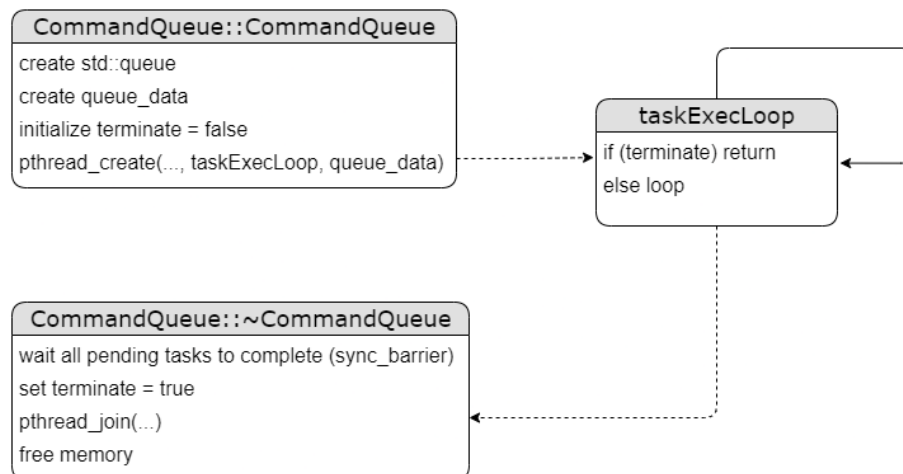 CommandQueue::CommandQueue
create std::queue
create queue_data
initialize terminate = false
pthread_create(..., taskExecLoop, queue_data)
taskExecLoop
if (terminate) return
else loop
CommandQueue::~CommandQueue
wait all pending tasks to complete (sync_barrier)
set terminate = true
pthread_join(...)
free memory